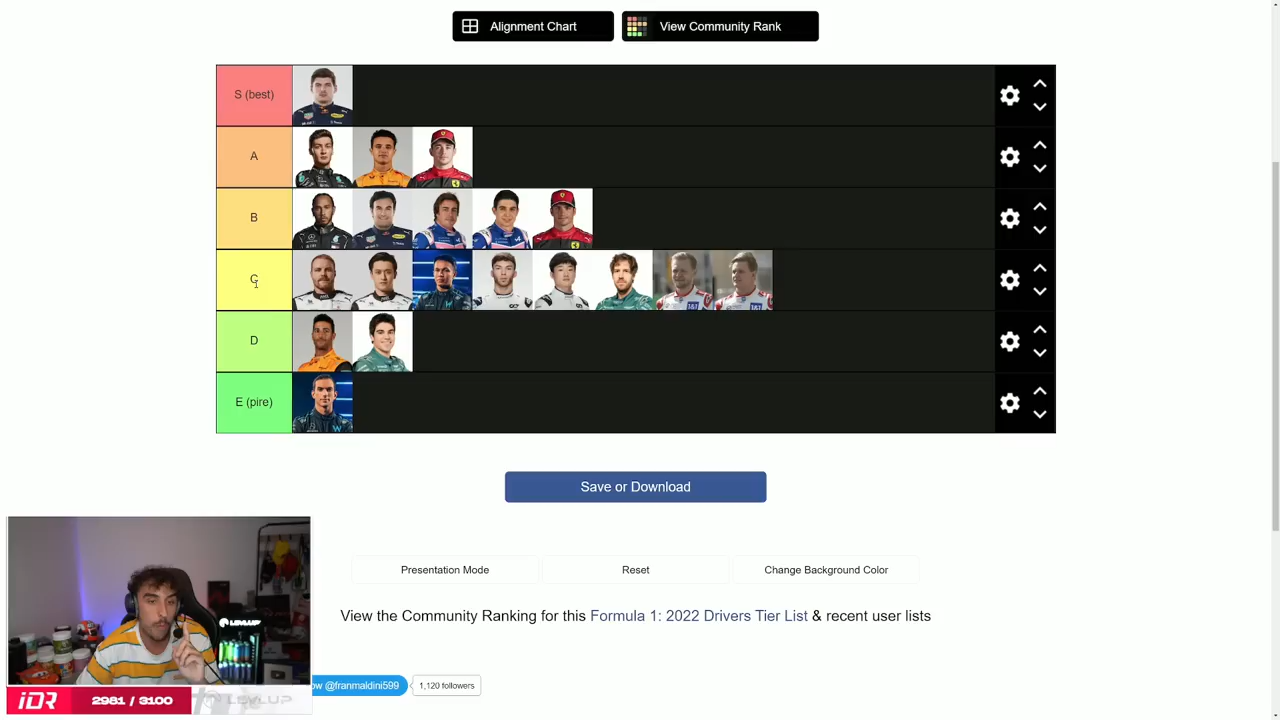 Alignment Chart
View Community Rank
S (best)
A
B
C
D
E (pire)
Save or Download
Presentation Mode
Reset
Change Background Color
View the Community Ranking for this Formula 1: 2022 Drivers Tier List & recent user lists
ow @franmaldini599
1,120 followers
LEVLUP
iDR
2981 / 3100
LEVLUP